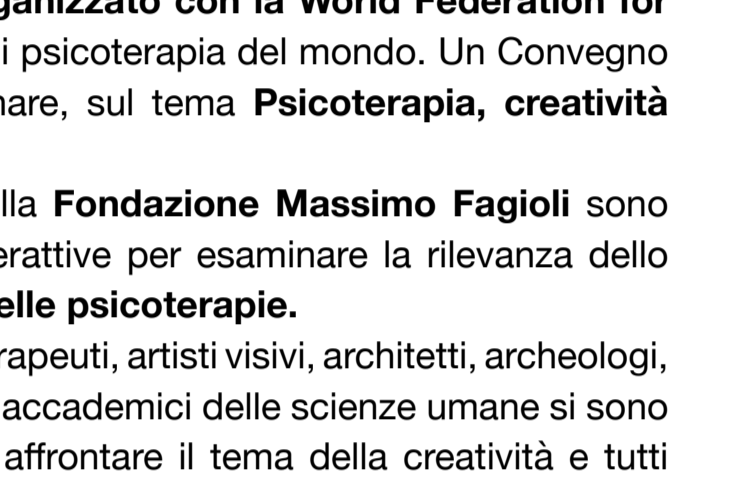 ganizzato con la World Federation for
i psicoterapia del mondo. Un Convegno
nare, sul tema Psicoterapia, creatività
lla Fondazione Massimo Fagioli sono
erattive per esaminare la rilevanza dello
elle psicoterapie.
rapeuti, artisti visivi, architetti, archeologi,
accademici delle scienze umane si sono
affrontare il tema della creatività e tutti